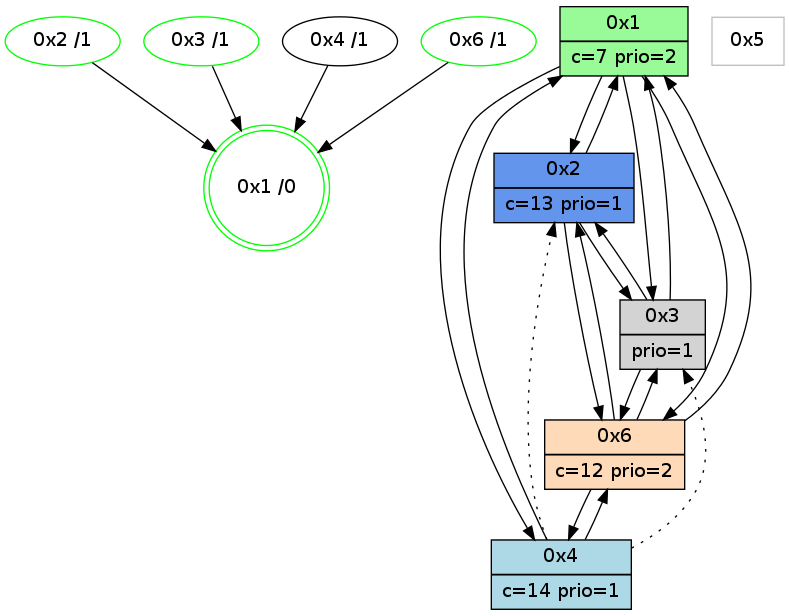 0x2 /1
0x3 /1
0x4 /1
0x6 /1
0x1
c=7 prio=2
0x5
0x1 /0
0x2
c=13 prio=1
0x3
prio=1
0x6
c=12 prio=2
0x4
c=14 prio=1